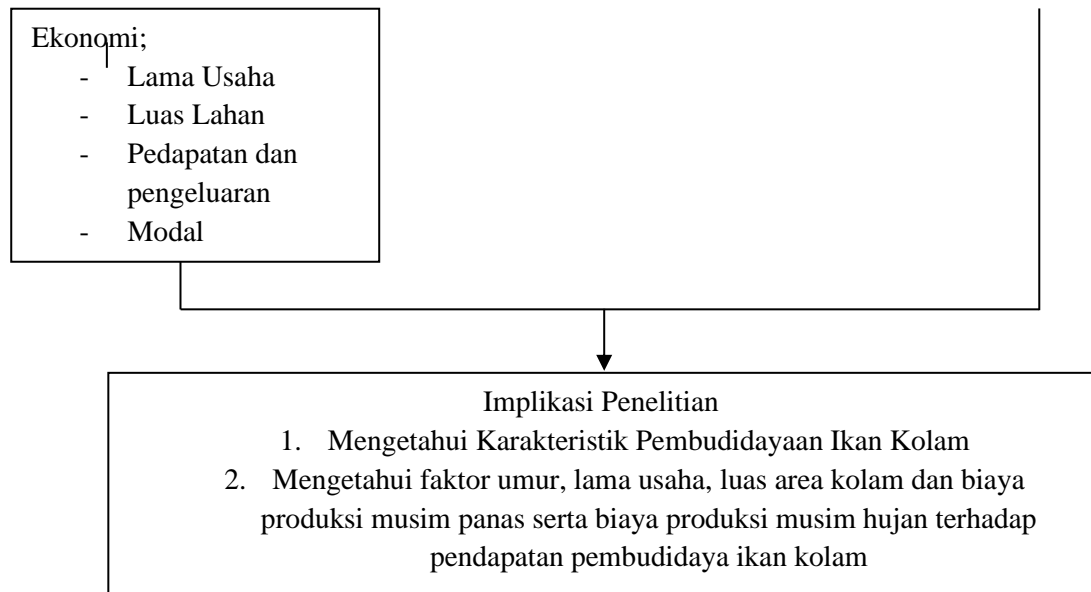 Ekonomi;
- Lama Usaha
- Luas Lahan
- Pedapatan dan
pengeluaran
- Modal
Implikasi Penelitian
1. Mengetahui Karakteristik Pembudidayaan Ikan Kolam
2. Mengetahui faktor umur, lama usaha, luas area kolam dan biaya
produksi musim panas serta biaya produksi musim hujan terhadap
pendapatan pembudidaya ikan kolam